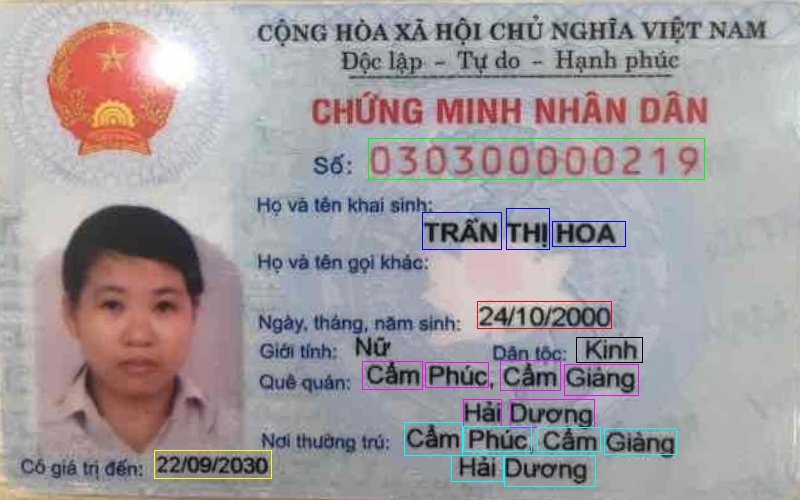 CỘNG HÒA XÃ HỘI CHỦ NGHĨA VIỆT NAM
Độc lập - Tự do - Hạnh phúc
CHỨNG MINH NHÂN DÂN
Số: 030300000219
Họ và tên khai sinh:
TRẦN THỊ HOA
Họ và tên gọi khác:
Ngày, tháng, năm sinh: 24/10/2000
Giới tính: Nữ Dân tộc: Kinh
Quê quán: Cẩm Phúc, Cẩm Giàng
Hải Dương
Nơi thường trú: Cẩm Phúc, Cẩm Giàng
Hải Dương
Có giá trị đến: 22/09/2030